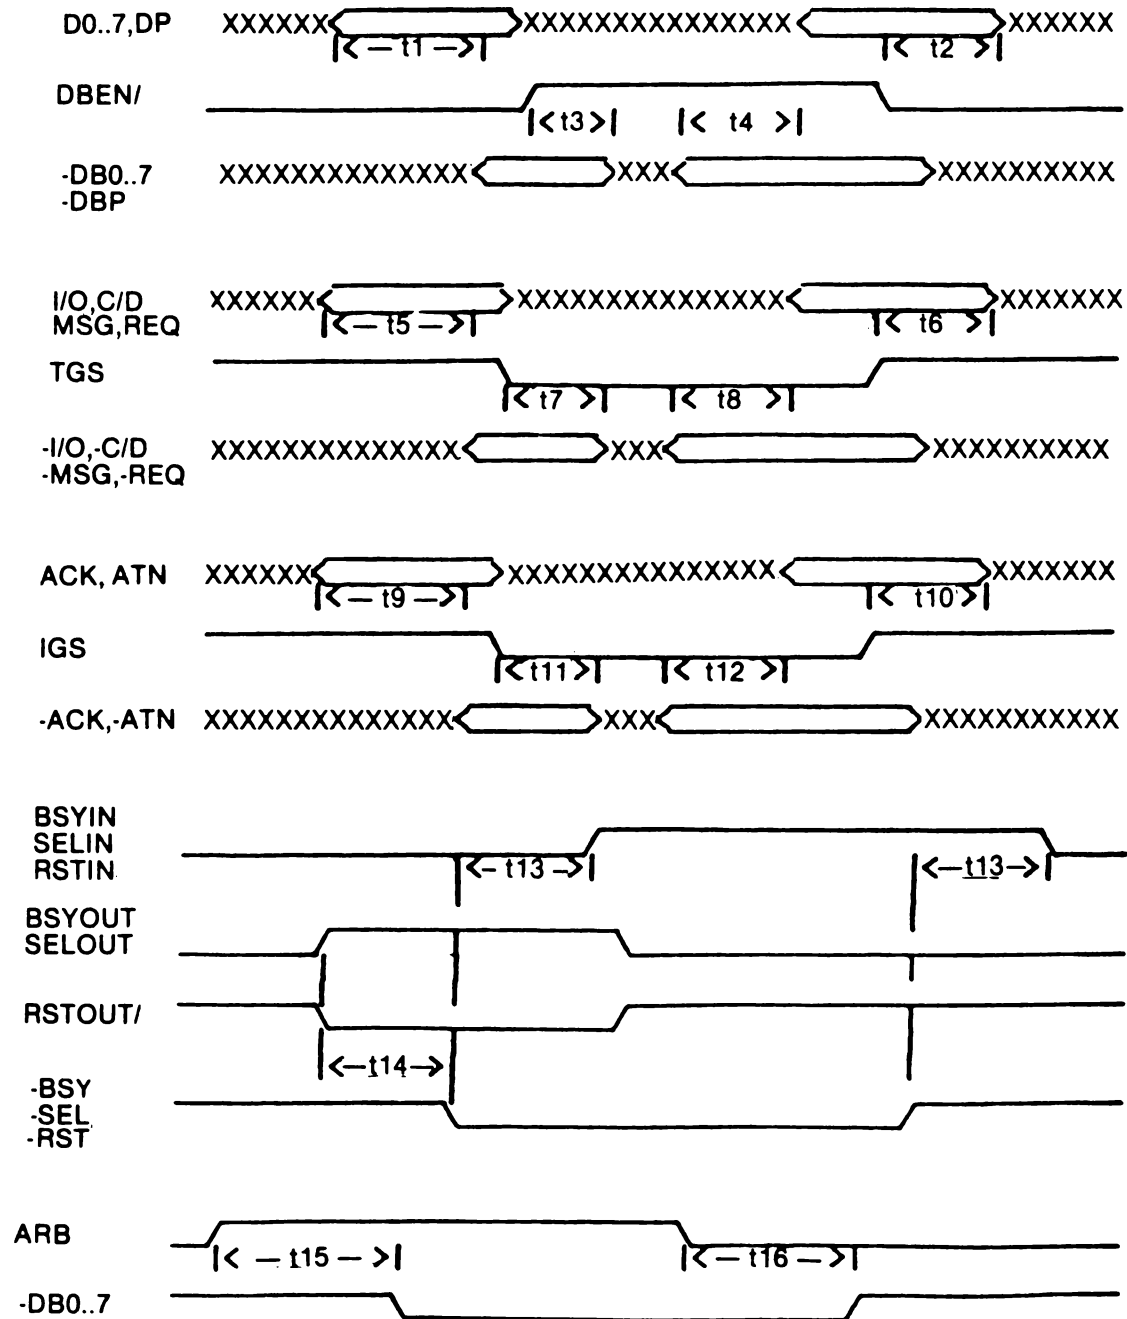 D0..7,DP XXXXXX XXXXXXXXXXXXXXX XXXXXX
|< — t1 — >| |< t2 >|
DBEN/
|< t3 >| |< t4 >|
-DB0..7 XXXXXXXXXXXXXX XXX XXXXXXXXXX
-DBP
I/O,C/D XXXXXX XXXXXXXXXXXXXXX XXXXXXX
MSG,REQ |< — t5 — >| |< t6 >|
TGS
|< t7 >| |< t8 >|
-I/O,-C/D XXXXXXXXXXXXXX XXX XXXXXXXXXX
-MSG,-REQ
ACK, ATN XXXXXX XXXXXXXXXXXXXXX XXXXXXX
|< — t9 — >| |< t10 >|
IGS
|< t11 >| |< t12 >|
-ACK,-ATN XXXXXXXXXXXXXX XXX XXXXXXXXXXX
BSYIN
SELIN
RSTIN |<– t13 –>| |<— t13 —>|
BSYOUT
SELOUT
RSTOUT/
|<— t14 —>|
-BSY
-SEL
-RST
ARB
|< — t15 — >| |< — t16 — >|
-DB0..7